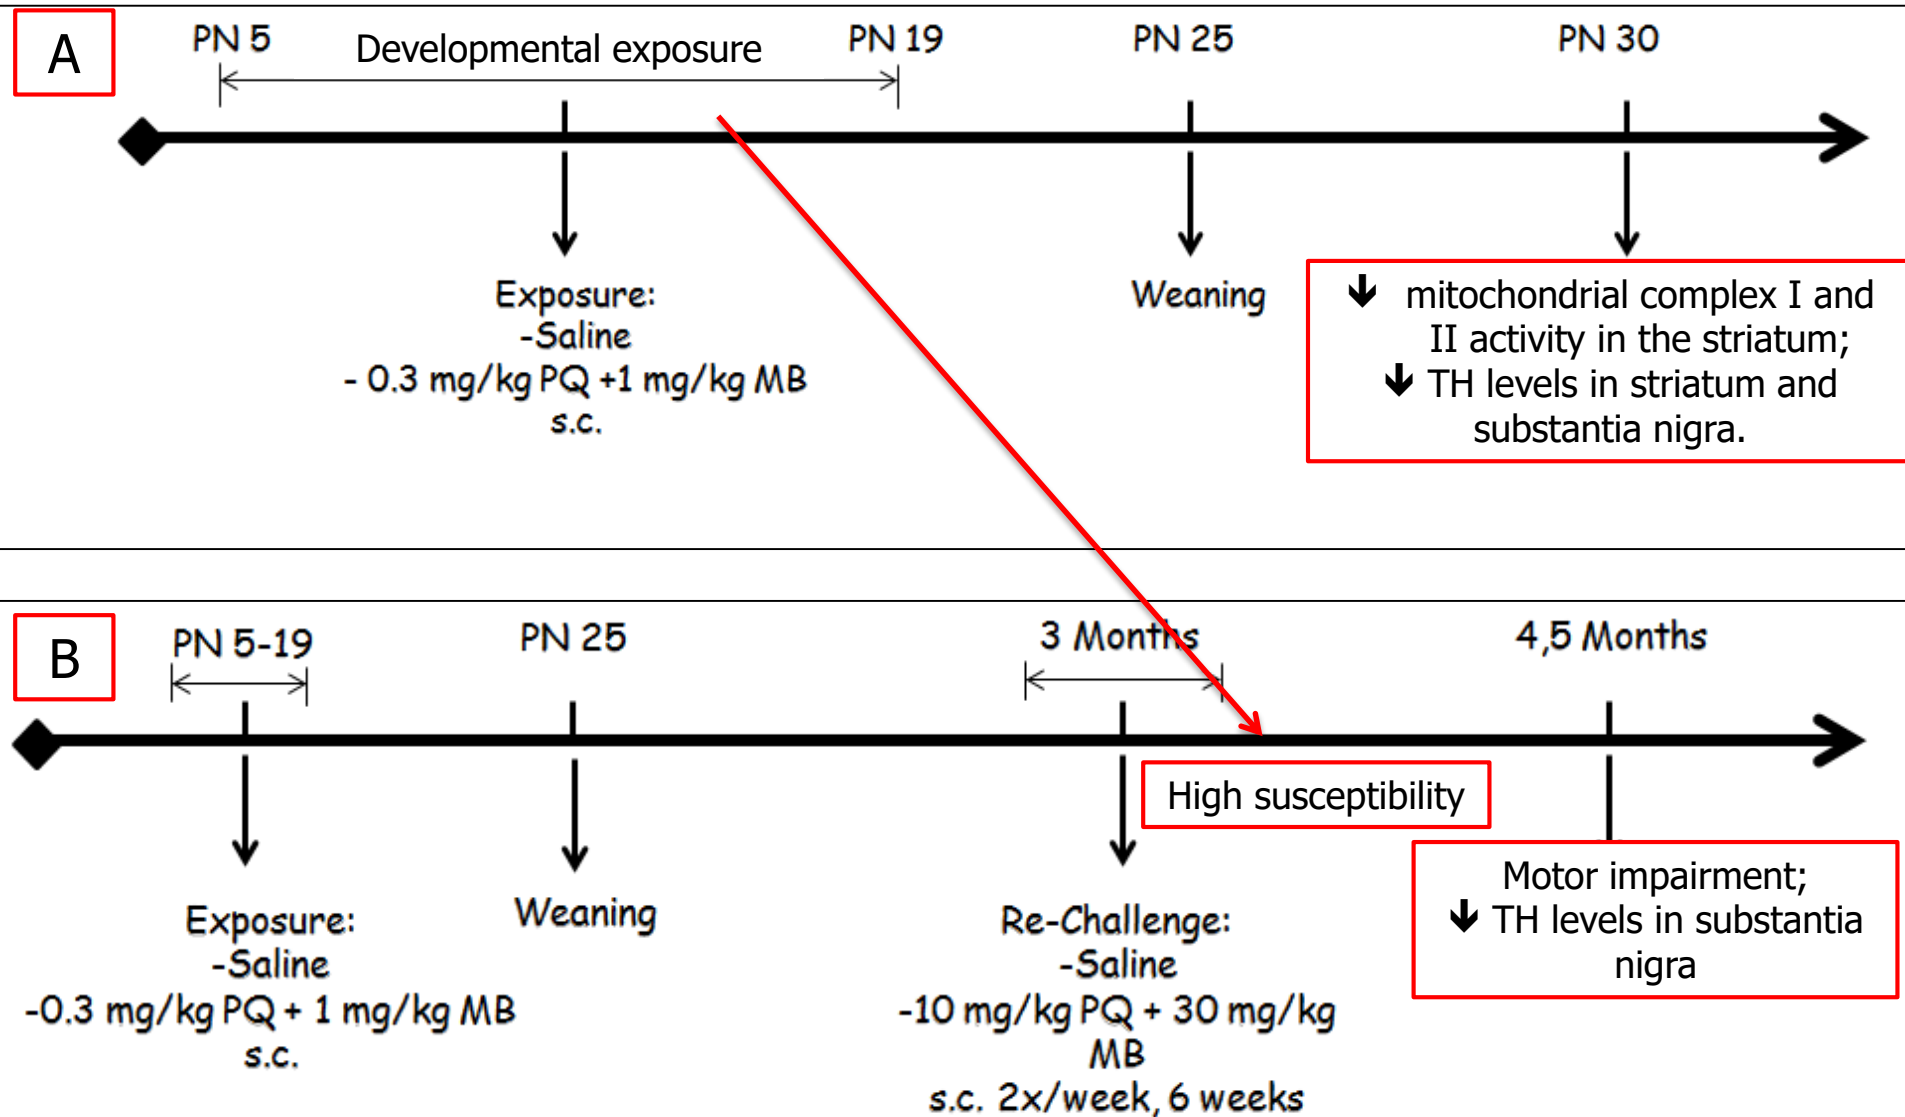 A
PN 5
Developmental exposure
PN 19
PN 25
PN 30
Exposure:
-Saline
- 0.3 mg/kg PQ +1 mg/kg MB
s.c.
Weaning
🡻 mitochondrial complex I and
II activity in the striatum;
🡻 TH levels in striatum and
substantia nigra.
B
PN 5-19
PN 25
3 Months
4,5 Months
Exposure:
-Saline
-0.3 mg/kg PQ + 1 mg/kg MB
s.c.
Weaning
High susceptibility
Re-Challenge:
-Saline
-10 mg/kg PQ + 30 mg/kg
MB
s.c. 2x/week, 6 weeks
Motor impairment;
🡻 TH levels in substantia
nigra